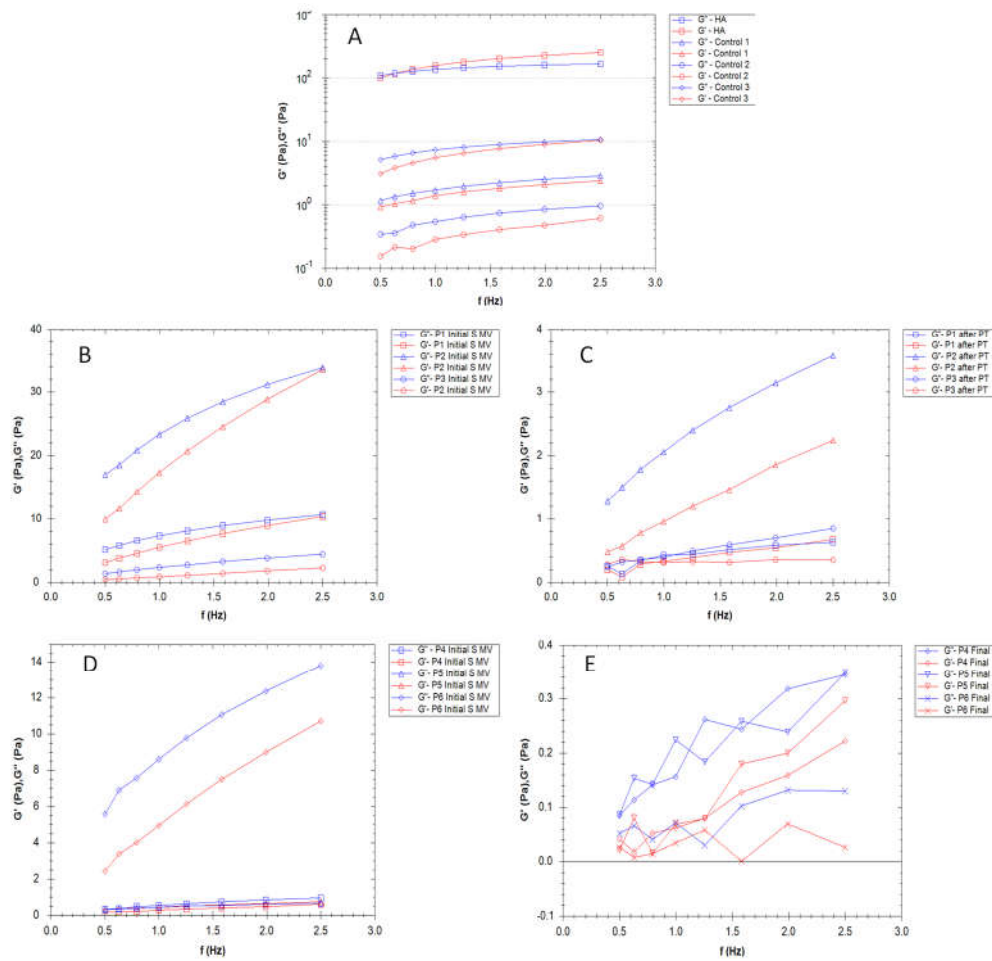 A
10²
10²
10¹
10⁰
10⁻¹
G' (Pa),G'' (Pa)
0.0 0.5 1.0 1.5 2.0 2.5 3.0
f (Hz)
G'' - HA
G' - HA
G'' - Control 1
G' - Control 1
G'' - Control 2
G' - Control 2
G'' - Control 3
G' - Control 3
B
40
30
20
10
0
G' (Pa),G'' (Pa)
0.0 0.5 1.0 1.5 2.0 2.5 3.0
f (Hz)
G''- P1 Initial S MV
G'- P1 Initial S MV
G''- P2 Initial S MV
G'- P2 Initial S MV
G''- P3 Initial S MV
G'- P2 Initial S MV
C
4
3
2
1
0
G' (Pa),G'' (Pa)
0.0 0.5 1.0 1.5 2.0 2.5 3.0
f (Hz)
G''- P1 after PT
G'- P1 after PT
G''- P2 after PT
G'- P2 after PT
G''- P3 after PT
G'- P3 after PT
D
14
12
10
8
6
4
2
0
G' (Pa),G'' (Pa)
0.0 0.5 1.0 1.5 2.0 2.5 3.0
f (Hz)
G''- P4 Initial S MV
G'- P4 Initial S MV
G''- P5 Initial S MV
G'- P5 Initial S MV
G''- P6 Initial S MV
G'- P6 Initial S MV
E
0.4
0.3
0.2
0.1
0.0
-0.1
G' (Pa),G'' (Pa)
0.0 0.5 1.0 1.5 2.0 2.5 3.0
f (Hz)
G''- P4 Final
G'- P4 Final
G''- P5 Final
G'- P5 Final
G''- P6 Final
G'- P6 Final